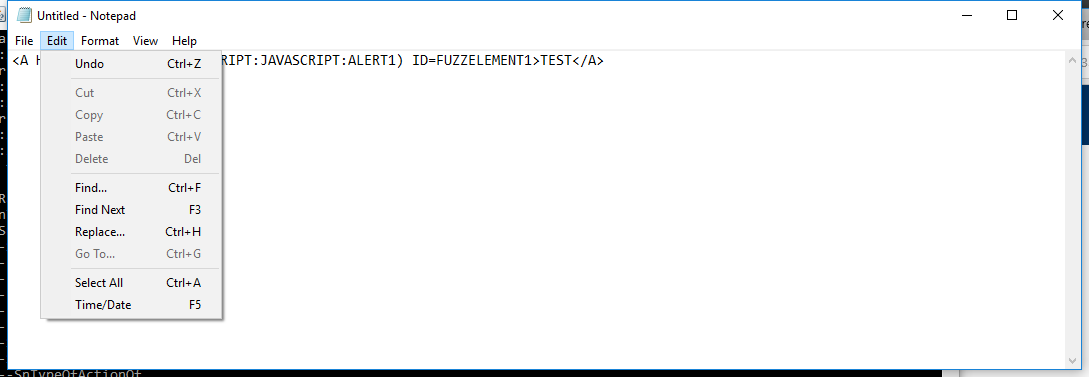 Untitled - Notepad
File Edit Format View Help
<A H RIPT:JAVASCRIPT:ALERT1) ID=FUZZELEMENT1>TEST</A>
Undo Ctrl+Z
Cut Ctrl+X
Copy Ctrl+C
Paste Ctrl+V
Delete Del
Find... Ctrl+F
Find Next F3
Replace... Ctrl+H
Go To... Ctrl+G
Select All Ctrl+A
Time/Date F5
--SnTypeOfActionOf